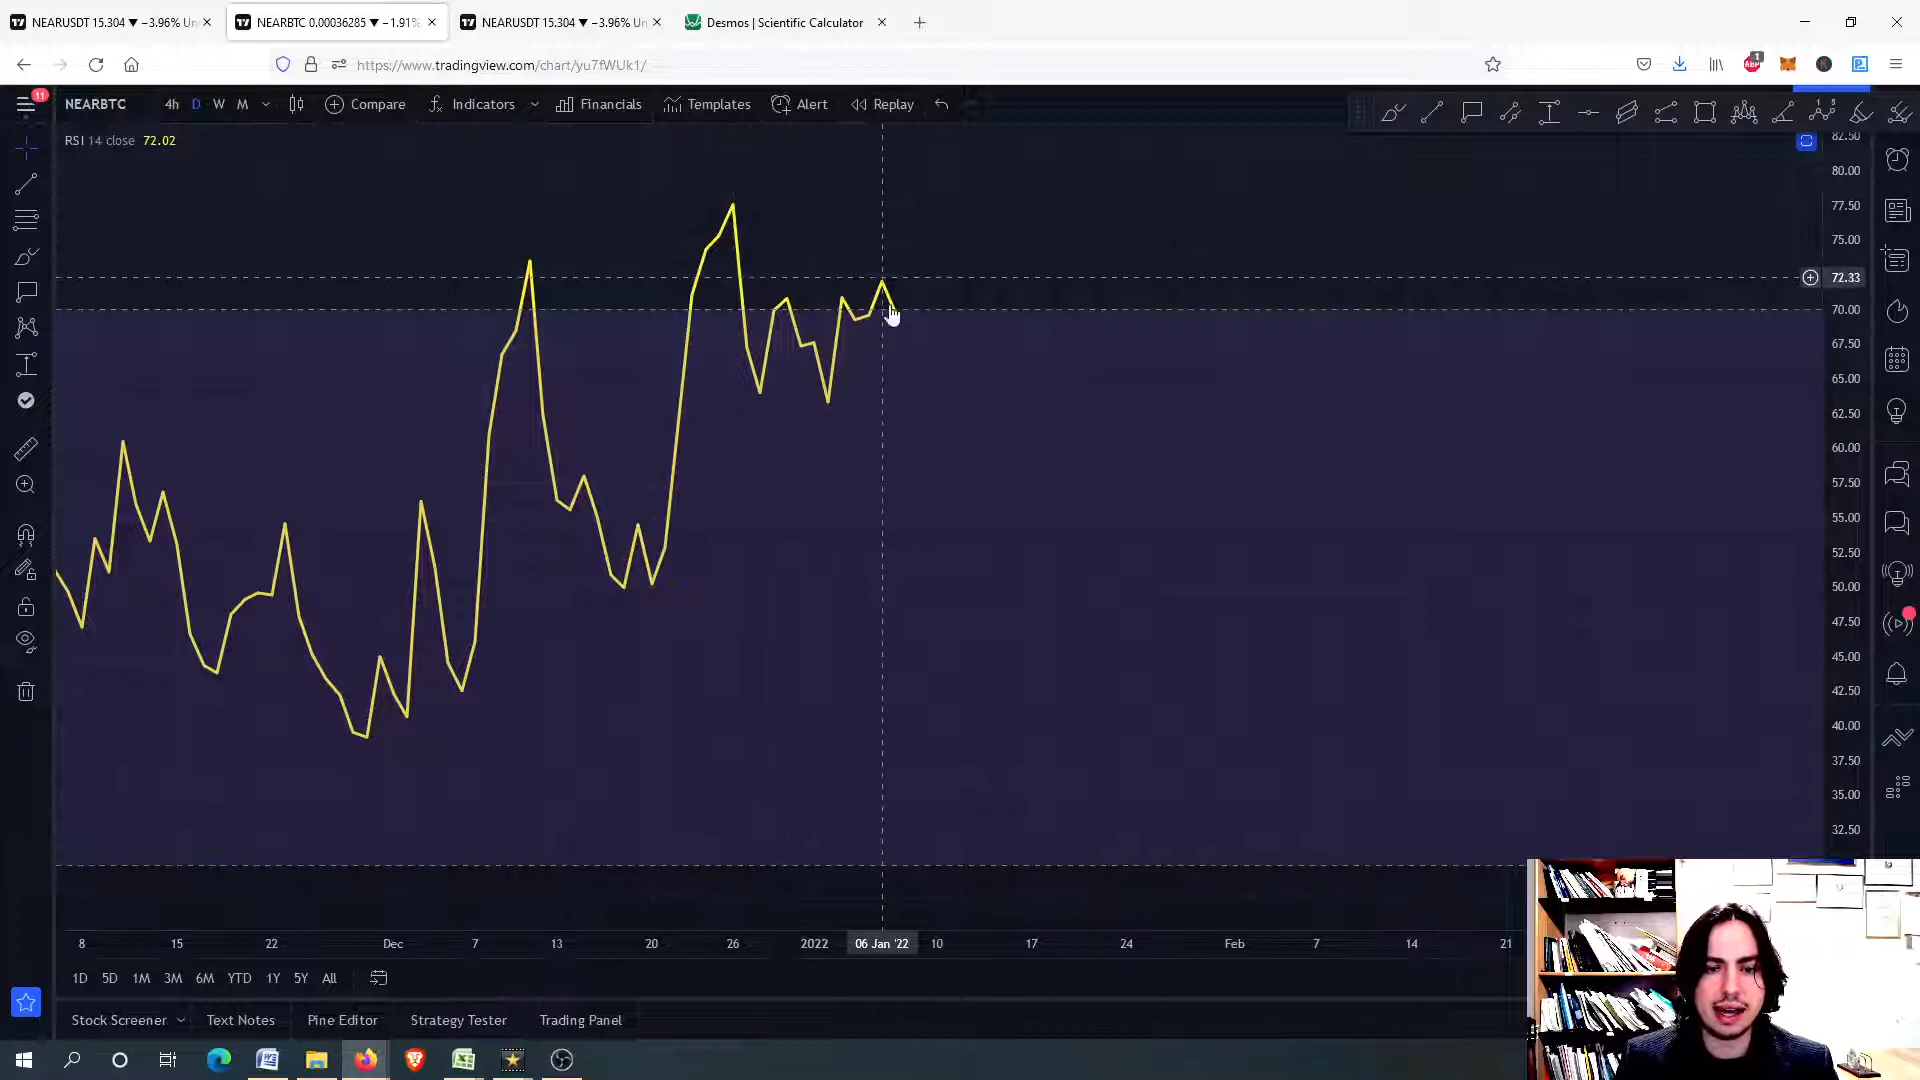 NEARUSDT 15.304 ▼ −3.96% Un
NEARBTC 0.00036285 ▼ −1.91%
NEARUSDT 15.304 ▼ −3.96% Un
Desmos | Scientific Calculator
https://www.tradingview.com/chart/yu7fWUk1/
1
11
NEARBTC
4h D W M
Compare
Indicators
Financials
Templates
Alert
Replay
RSI 14 close 72.02
82.50
80.00
77.50
75.00
72.33
70.00
67.50
65.00
62.50
60.00
57.50
55.00
52.50
50.00
47.50
45.00
42.50
40.00
37.50
35.00
32.50
8 15 22 Dec 7 13 20 26 2022 06 Jan '22 10 17 24 Feb 7 14 21
1D 5D 1M 3M 6M YTD 1Y 5Y All
Stock Screener Text Notes Pine Editor Strategy Tester Trading Panel